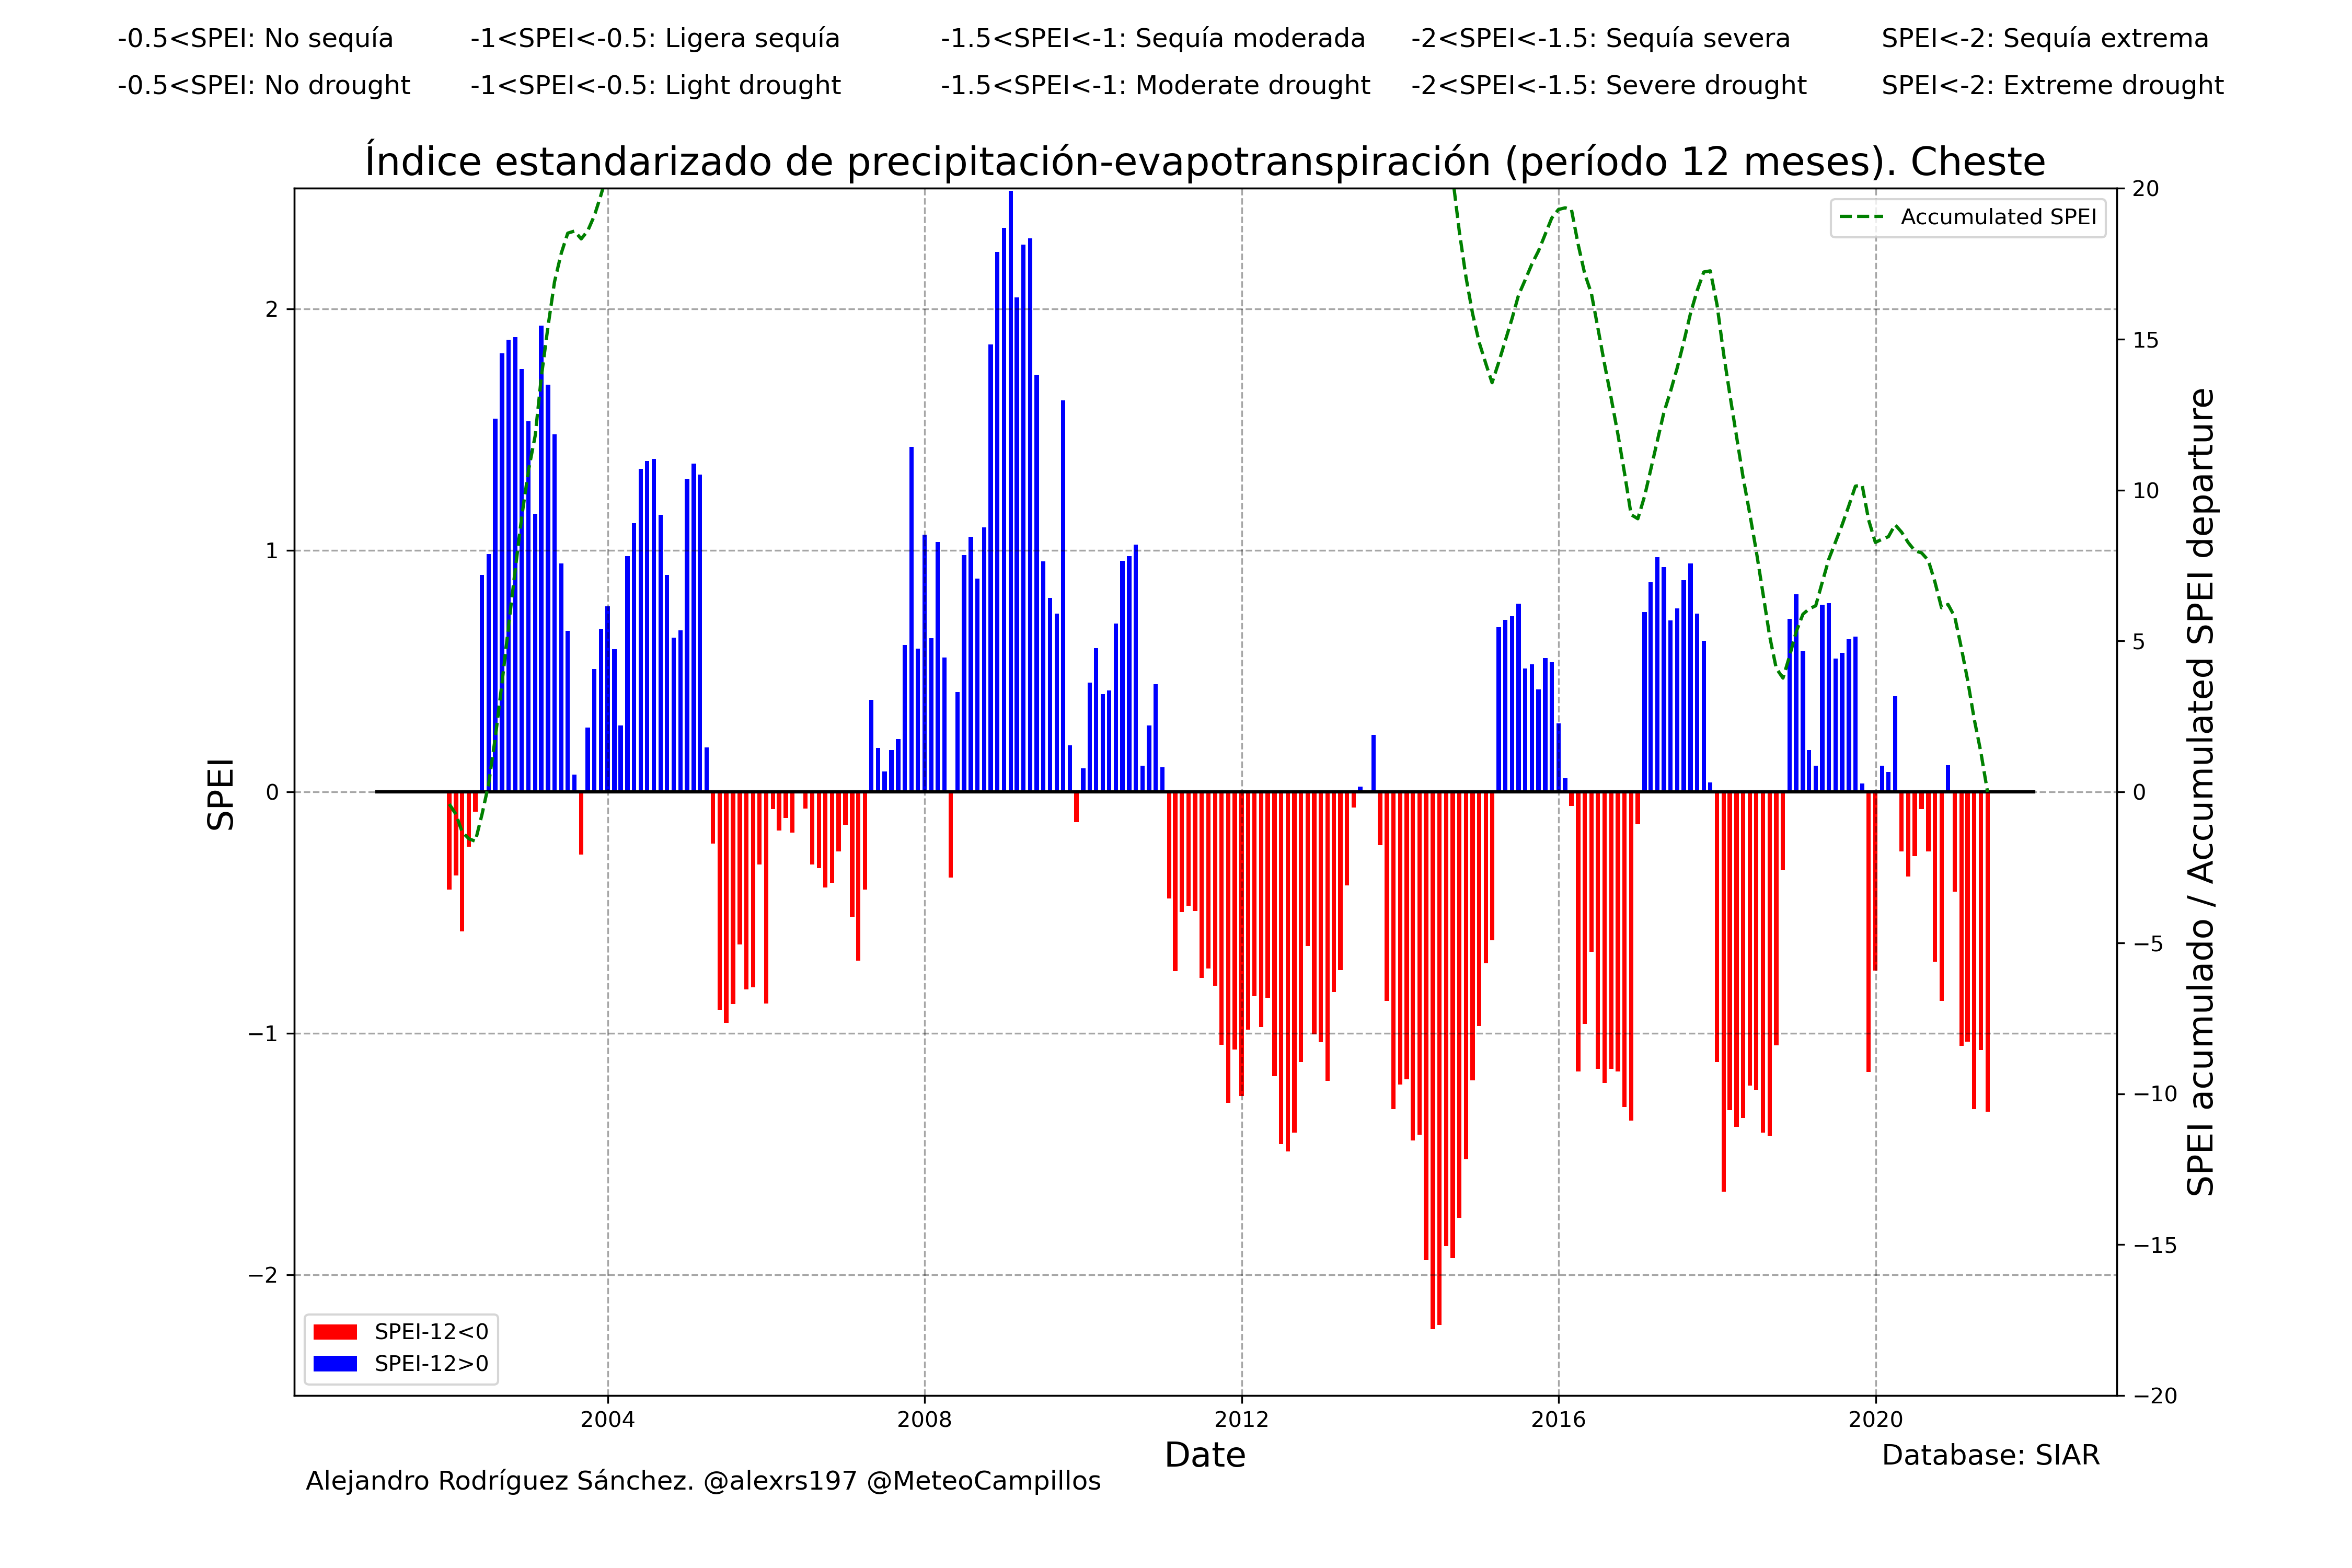 -0.5<SPEI: No sequía -1<SPEI<-0.5: Ligera sequía -1.5<SPEI<-1: Sequía moderada -2<SPEI<-1.5: Sequía severa SPEI<-2: Sequía extrema
-0.5<SPEI: No drought -1<SPEI<-0.5: Light drought -1.5<SPEI<-1: Moderate drought -2<SPEI<-1.5: Severe drought SPEI<-2: Extreme drought
Índice estandarizado de precipitación-evapotranspiración (período 12 meses). Cheste
Accumulated SPEI
SPEI
2
1
0
−1
−2
20
15
10
5
0
−5
−10
−15
−20
SPEI acumulado / Accumulated SPEI departure
SPEI-12<0
SPEI-12>0
2004 2008 2012 2016 2020
Date
Database: SIAR
Alejandro Rodríguez Sánchez. @alexrs197 @MeteoCampillos